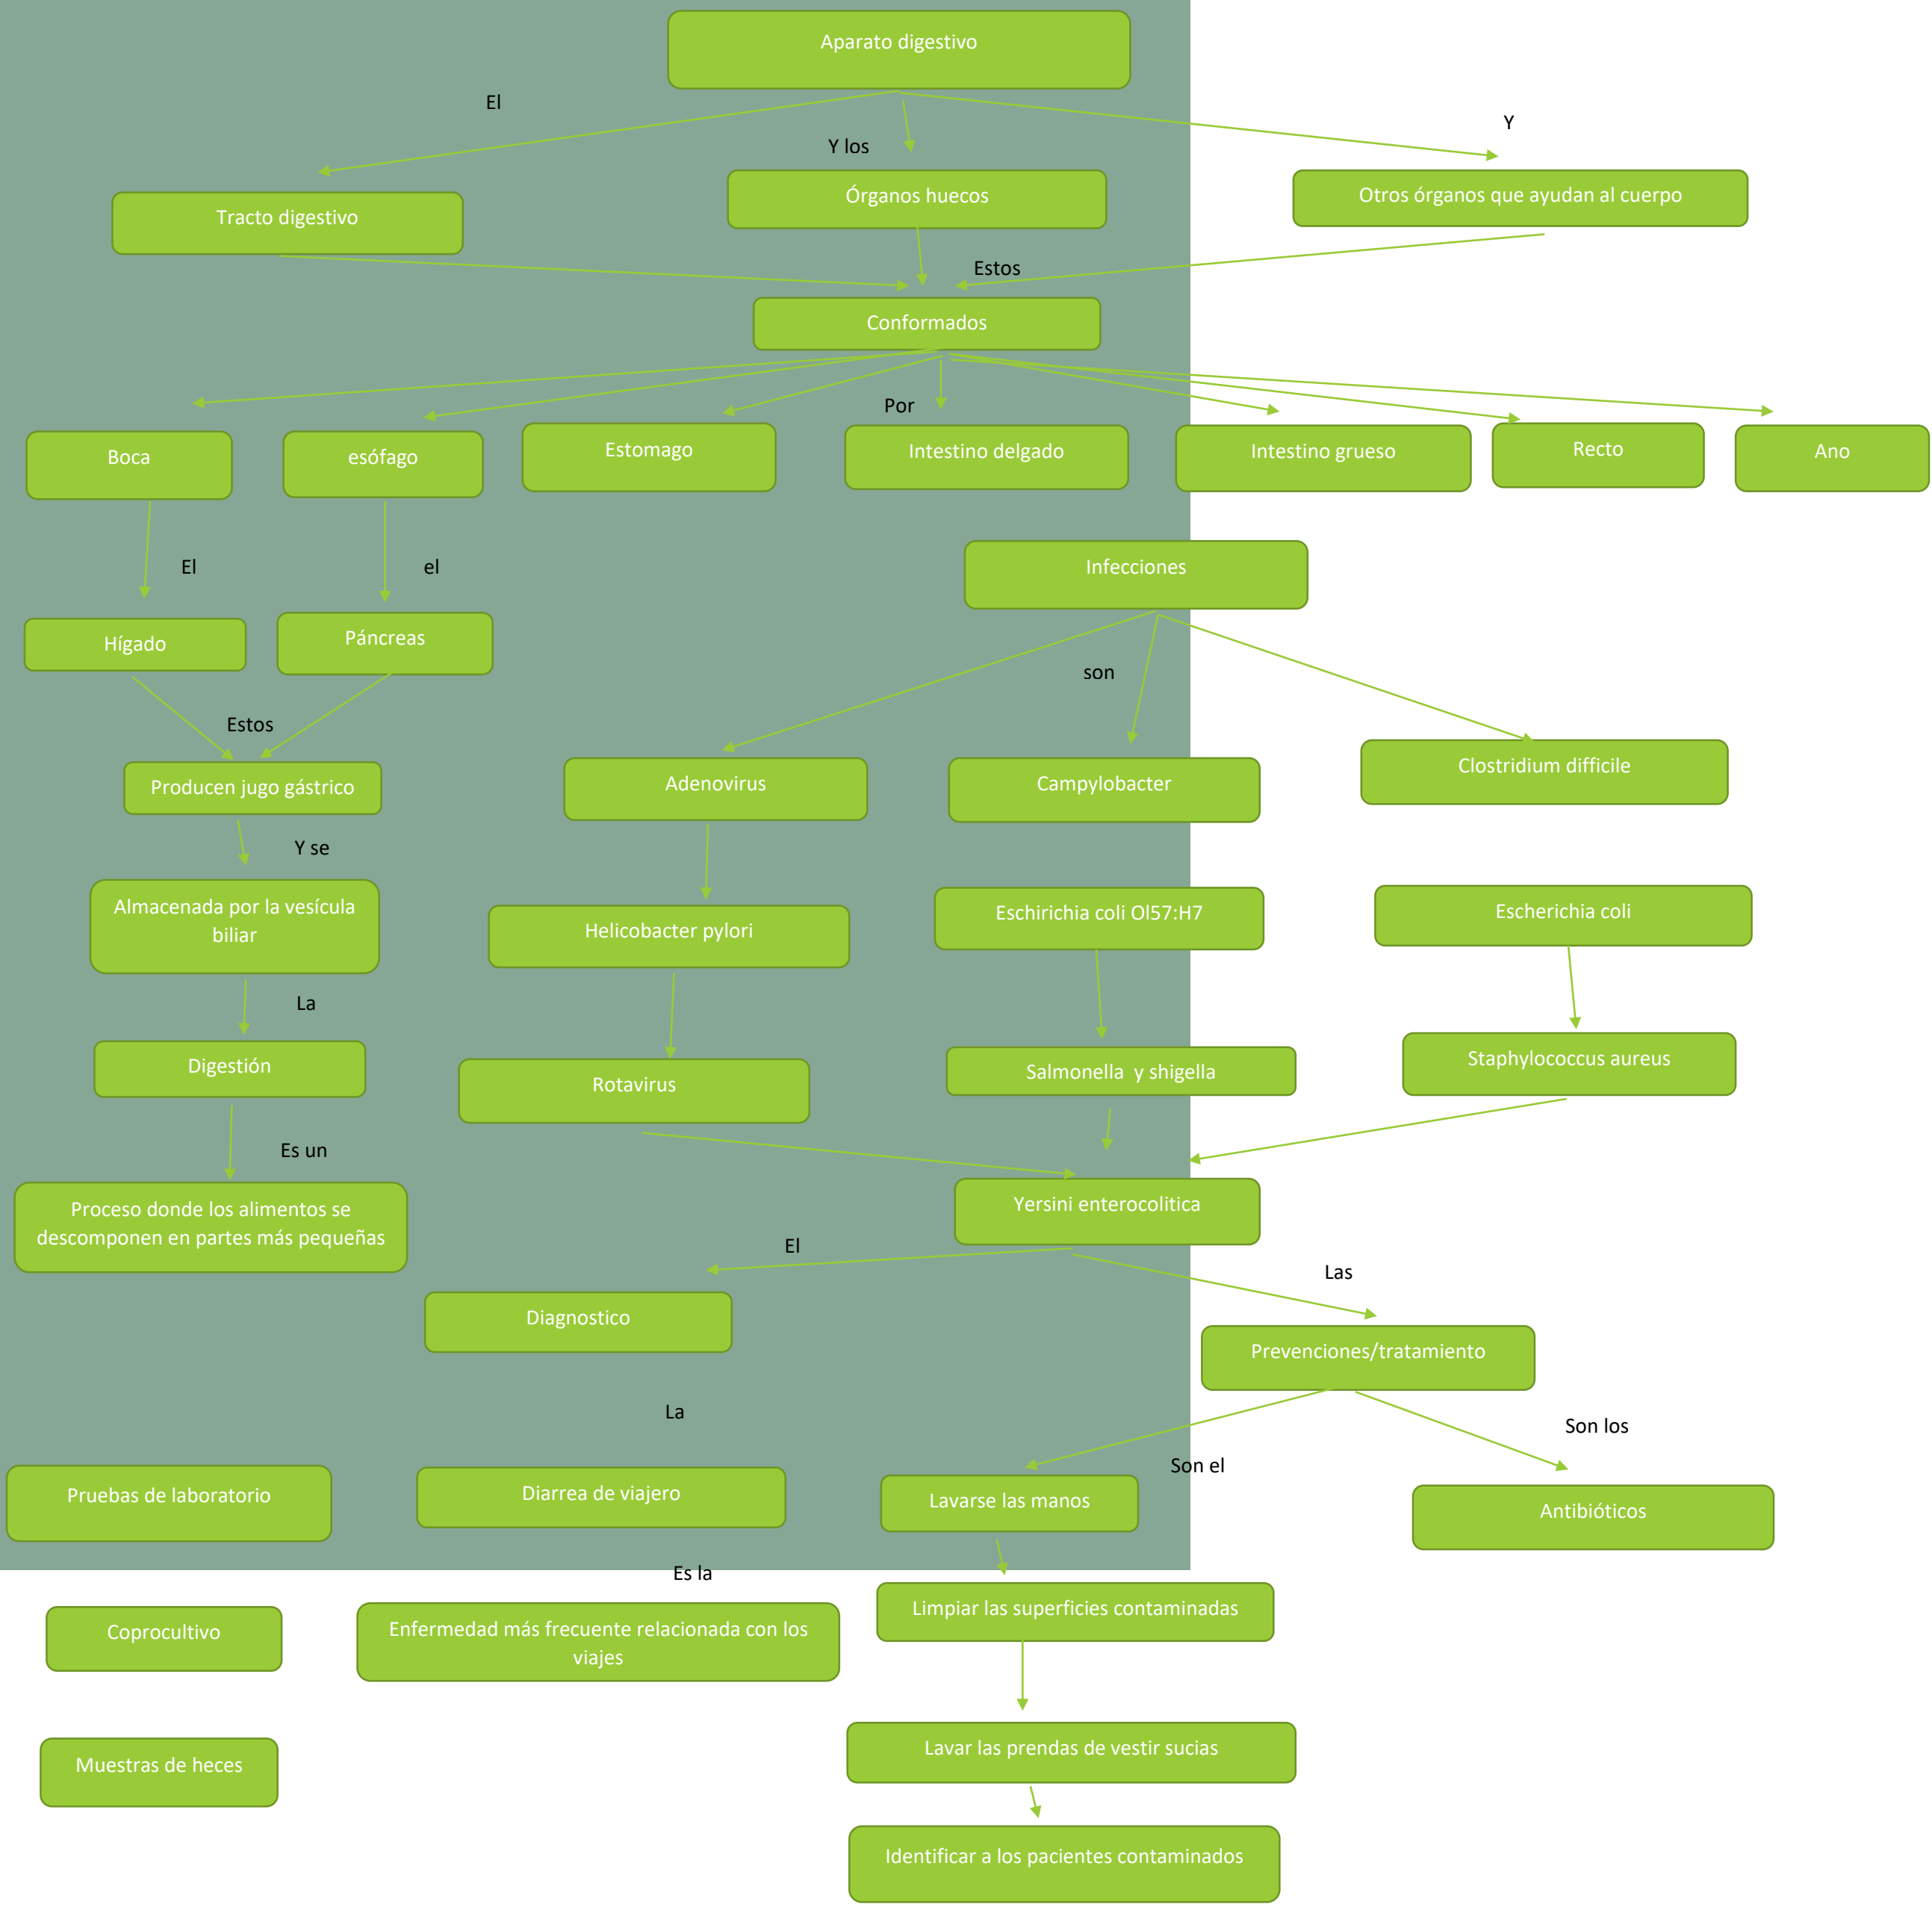 Aparato digestivo
El
Y
Y los
Tracto digestivo
Órganos huecos
Otros órganos que ayudan al cuerpo
Estos
Conformados
Por
Boca
esófago
Estomago
Intestino delgado
Intestino grueso
Recto
Ano
El
el
Infecciones
Hígado
Páncreas
son
Estos
Producen jugo gástrico
Adenovirus
Campylobacter
Clostridium difficile
Y se
Almacenada por la vesícula
biliar
Helicobacter pylori
Eschirichia coli Ol57:H7
Escherichia coli
La
Digestión
Rotavirus
Salmonella  y shigella
Staphylococcus aureus
Es un
Proceso donde los alimentos se
descomponen en partes más pequeñas
Yersini enterocolitica
El
Las
Diagnostico
Prevenciones/tratamiento
La
Son los
Son el
Pruebas de laboratorio
Diarrea de viajero
Lavarse las manos
Antibióticos
Es la
Coprocultivo
Enfermedad más frecuente relacionada con los
viajes
Limpiar las superficies contaminadas
Muestras de heces
Lavar las prendas de vestir sucias
Identificar a los pacientes contaminados